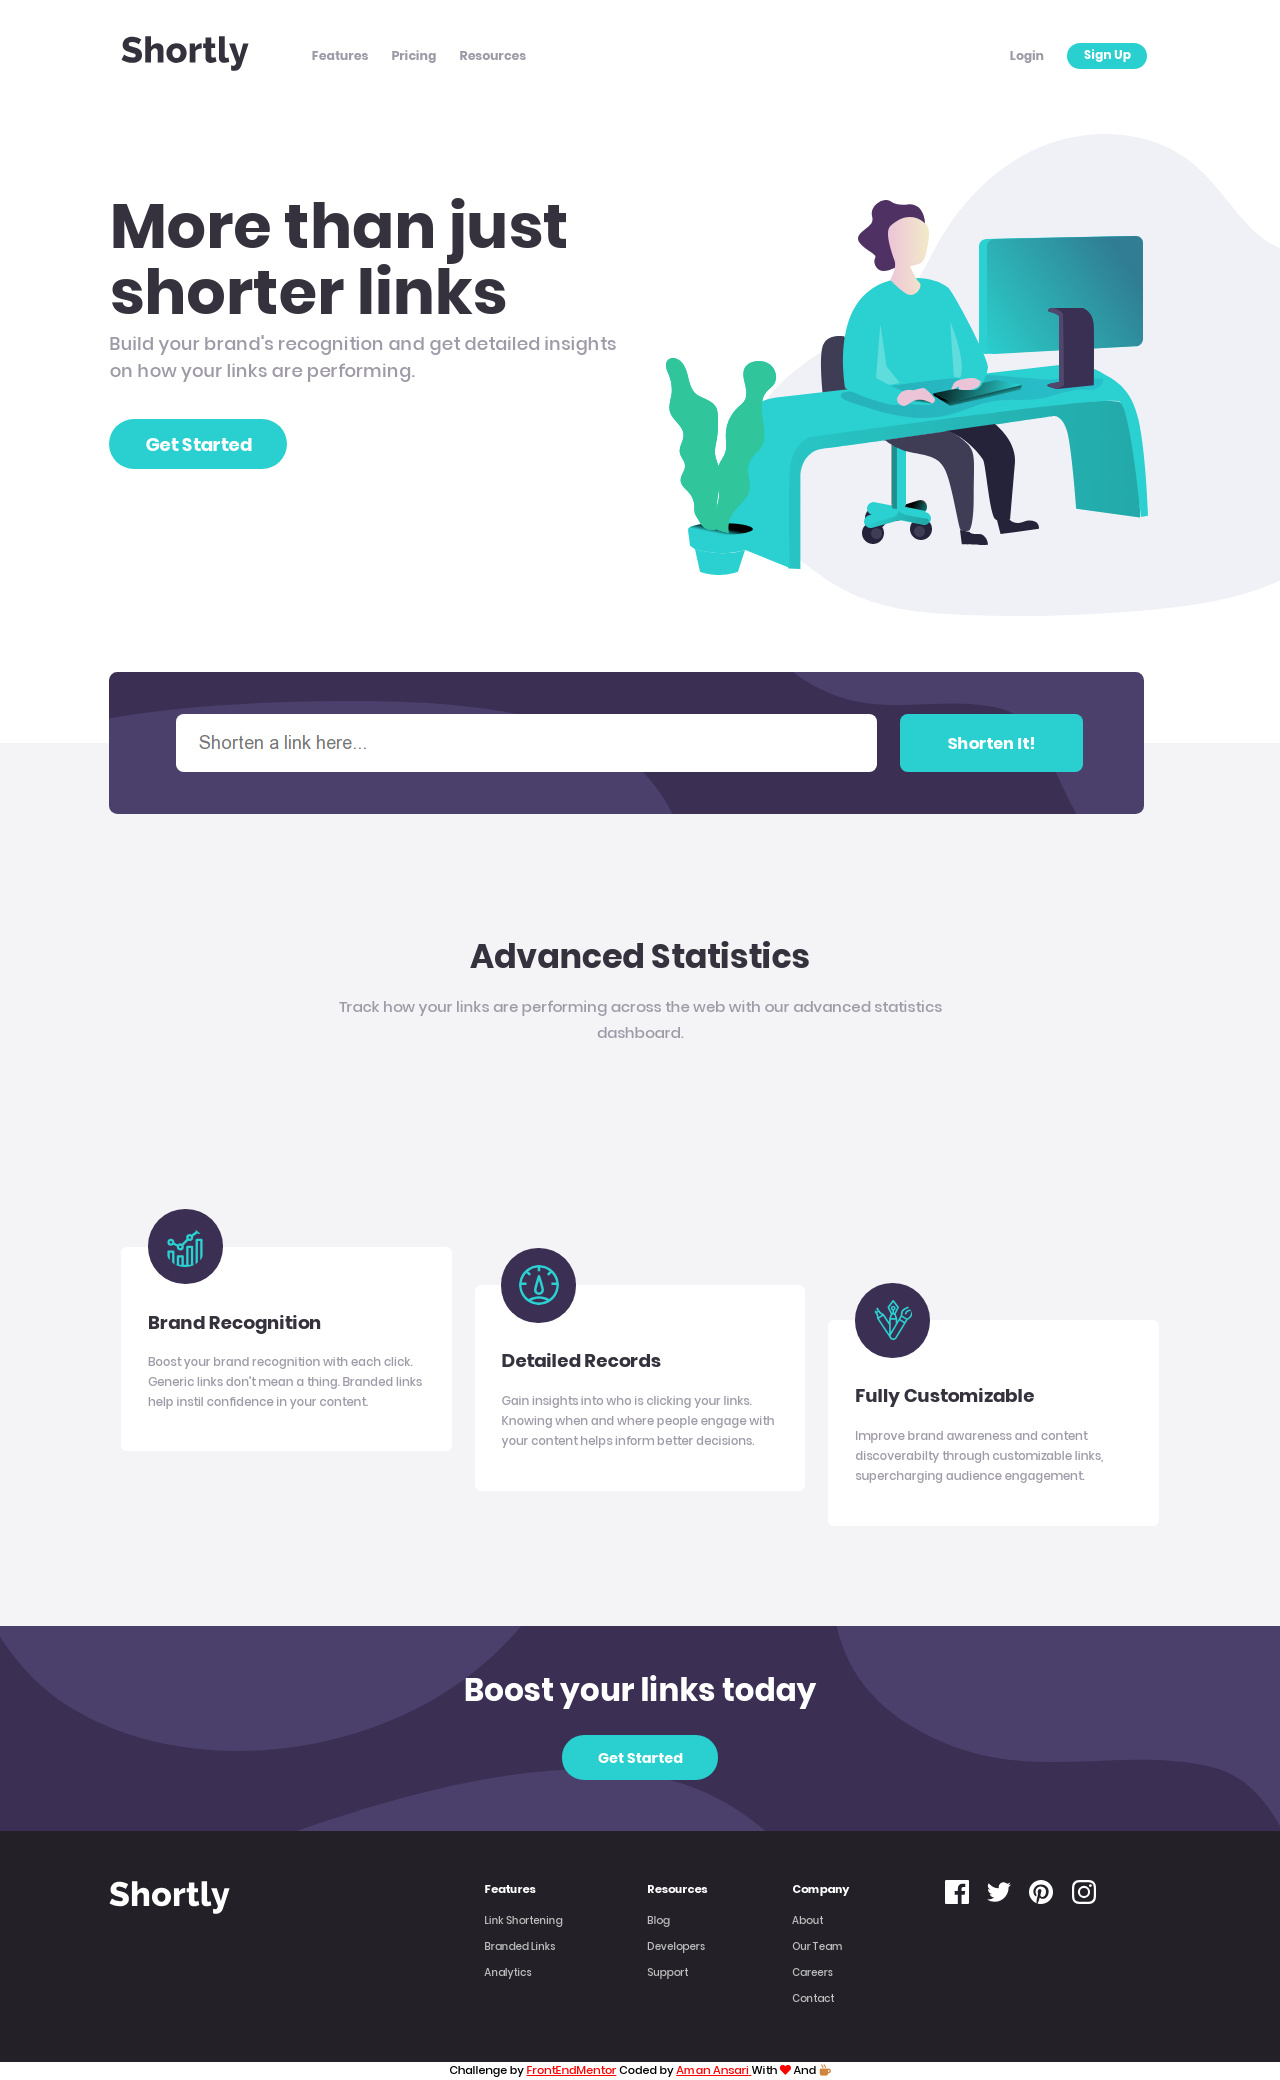 Shortly
Features Pricing Resources
Login
Sign Up
More than just
shorter links
Build your brand's recognition and get detailed insights
on how your links are performing.
Get Started
Shorten a link here...
Shorten It!
Advanced Statistics
Track how your links are performing across the web with our advanced statistics
dashboard.
Brand Recognition
Boost your brand recognition with each click.
Generic links don't mean a thing. Branded links
help instil confidence in your content.
Detailed Records
Gain insights into who is clicking your links.
Knowing when and where people engage with
your content helps inform better decisions.
Fully Customizable
Improve brand awareness and content
discoverabilty through customizable links,
supercharging audience engagement.
Boost your links today
Get Started
Shortly
Features
Link Shortening
Branded Links
Analytics
Resources
Blog
Developers
Support
Company
About
Our Team
Careers
Contact
Challenge by FrontEndMentor Coded by Aman Ansari With ❤ And ☕